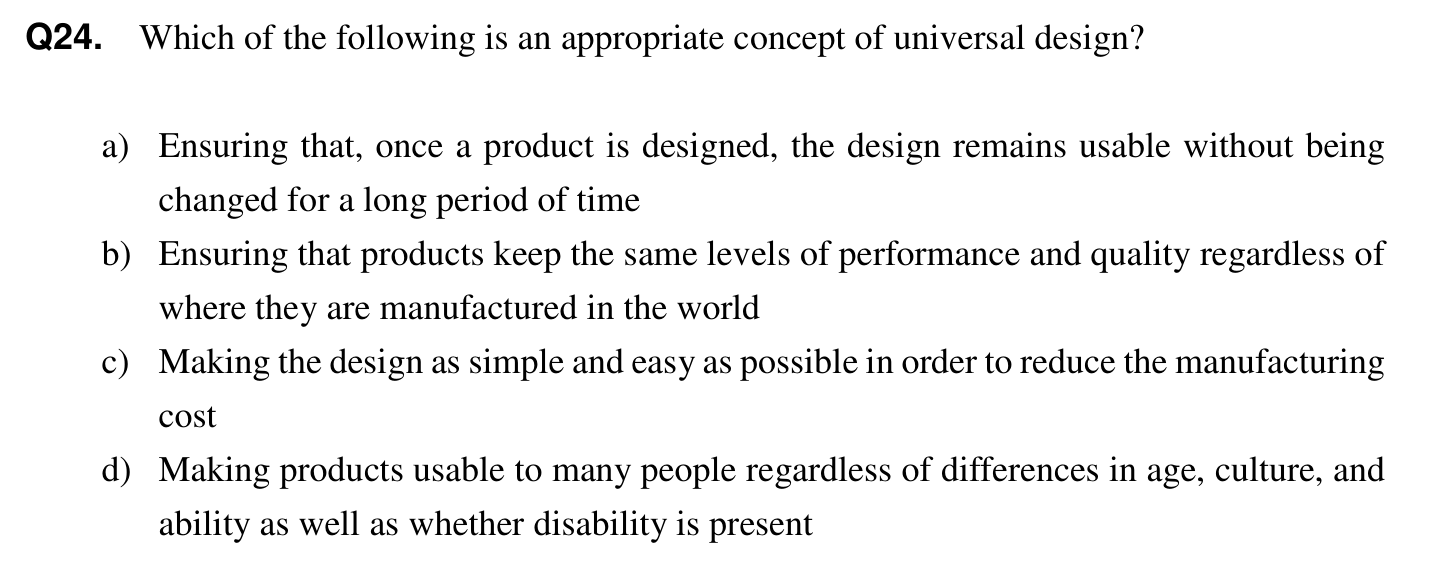 Q24. Which of the following is an appropriate concept of universal design?
a) Ensuring that, once a product is designed, the design remains usable without being
changed for a long period of time
b) Ensuring that products keep the same levels of performance and quality regardless of
where they are manufactured in the world
c) Making the design as simple and easy as possible in order to reduce the manufacturing
cost
d) Making products usable to many people regardless of differences in age, culture, and
ability as well as whether disability is present